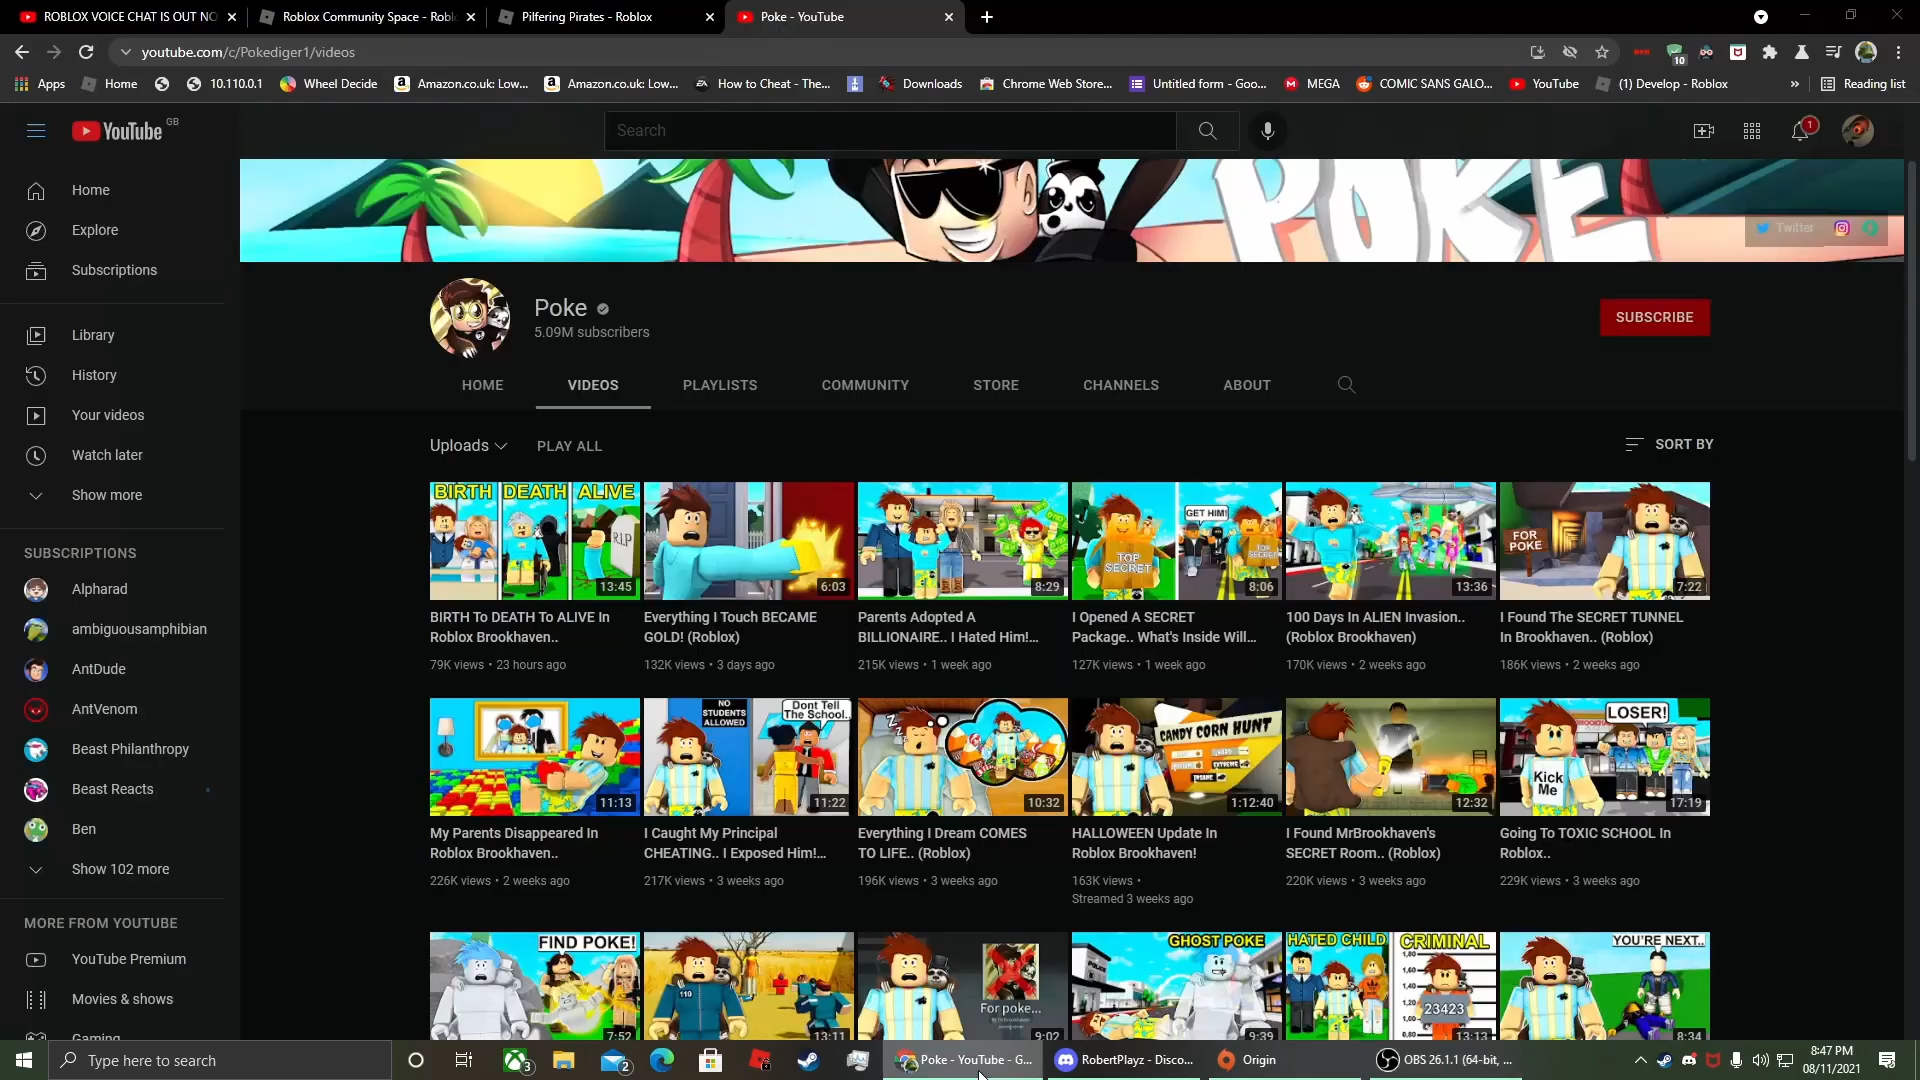 ROBLOX VOICE CHAT IS OUT NO
Roblox Community Space - Robl
Pilfering Pirates - Roblox
Poke - YouTube
youtube.com/c/Pokediger1/videos
10
Apps
Home
10.110.0.1
Wheel Decide
Amazon.co.uk: Low...
Amazon.co.uk: Low...
How to Cheat - The...
Downloads
Chrome Web Store...
Untitled form - Goo...
MEGA
COMIC SANS GALO...
YouTube
(1) Develop - Roblox
»
Reading list
YouTube GB
Search
1
Home
Explore
Subscriptions
Library
History
Your videos
Watch later
Show more
SUBSCRIPTIONS
Alpharad
ambiguousamphibian
AntDude
AntVenom
Beast Philanthropy
Beast Reacts
Ben
Show 102 more
MORE FROM YOUTUBE
YouTube Premium
Movies & shows
Gaming
POKE
Twitter
Poke
5.09M subscribers
SUBSCRIBE
HOME
VIDEOS
PLAYLISTS
COMMUNITY
STORE
CHANNELS
ABOUT
Uploads
PLAY ALL
SORT BY
BIRTH DEATH ALIVE
R.I.P
13:45
BIRTH To DEATH To ALIVE In
Roblox Brookhaven..
79K views • 23 hours ago
6:03
Everything I Touch BECAME
GOLD! (Roblox)
132K views • 3 days ago
8:29
Parents Adopted A
BILLIONAIRE.. I Hated Him!...
215K views • 1 week ago
GET HIM!
TOP
SECRET
TOP
SECRET
8:06
I Opened A SECRET
Package.. What's Inside Will...
127K views • 1 week ago
13:36
100 Days In ALIEN Invasion..
(Roblox Brookhaven)
170K views • 2 weeks ago
FOR
POKE
7:22
I Found The SECRET TUNNEL
In Brookhaven.. (Roblox)
186K views • 2 weeks ago
11:13
My Parents Disappeared In
Roblox Brookhaven..
226K views • 2 weeks ago
NO
STUDENTS
ALLOWED
Dont Tell
The School..
11:22
I Caught My Principal
CHEATING.. I Exposed Him!...
217K views • 3 weeks ago
10:32
Everything I Dream COMES
TO LIFE.. (Roblox)
196K views • 3 weeks ago
CANDY CORN HUNT
1:12:40
HALLOWEEN Update In
Roblox Brookhaven!
163K views •
Streamed 3 weeks ago
12:32
I Found MrBrookhaven's
SECRET Room.. (Roblox)
220K views • 3 weeks ago
LOSER!
Kick
Me
17:19
Going To TOXIC SCHOOL In
Roblox..
229K views • 3 weeks ago
FIND POKE!
7:52
110
13:11
For poke...
9:02
GHOST POKE
9:39
HATED CHILD CRIMINAL
23423
13:13
YOU'RE NEXT..
8:34
Type here to search
3
2
Poke - YouTube - G...
RobertPlayz - Disco...
Origin
OBS 26.1.1 (64-bit, ...
8:47 PM
08/11/2021